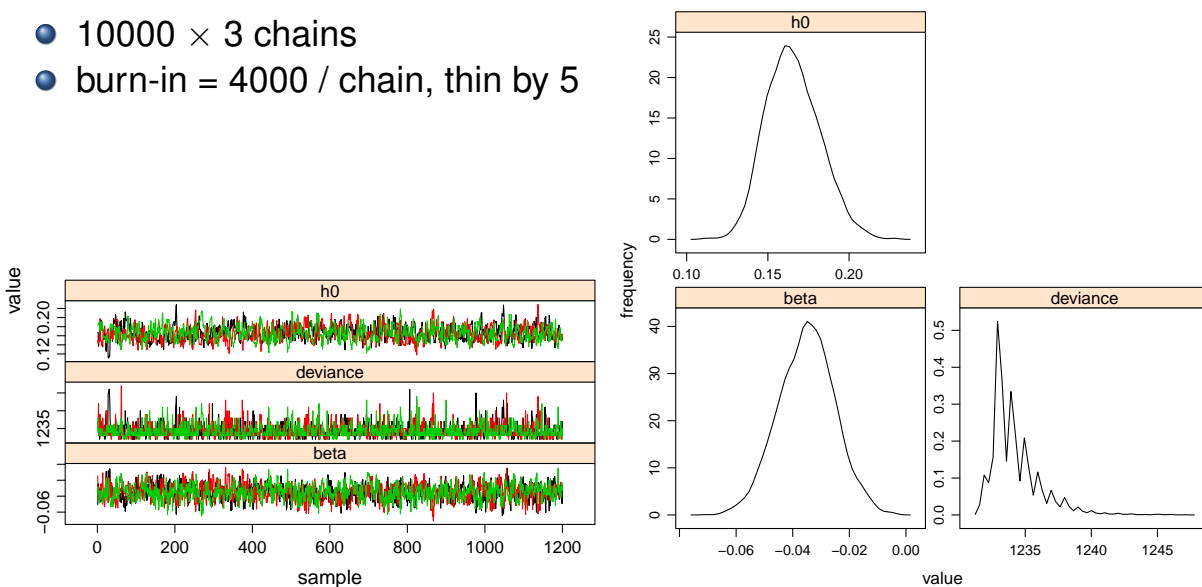 10000 × 3 chains
burn-in = 4000 / chain, thin by 5
value
h0
0.12 0.20
deviance
1235
beta
−0.06
0 200 400 600 800 1000 1200
sample
frequency
h0
0 5 10 15 20 25
0.10 0.15 0.20
beta
0 10 20 30 40
−0.06 −0.04 −0.02 0.00
deviance
0.0 0.1 0.2 0.3 0.4 0.5
1235 1240 1245
value